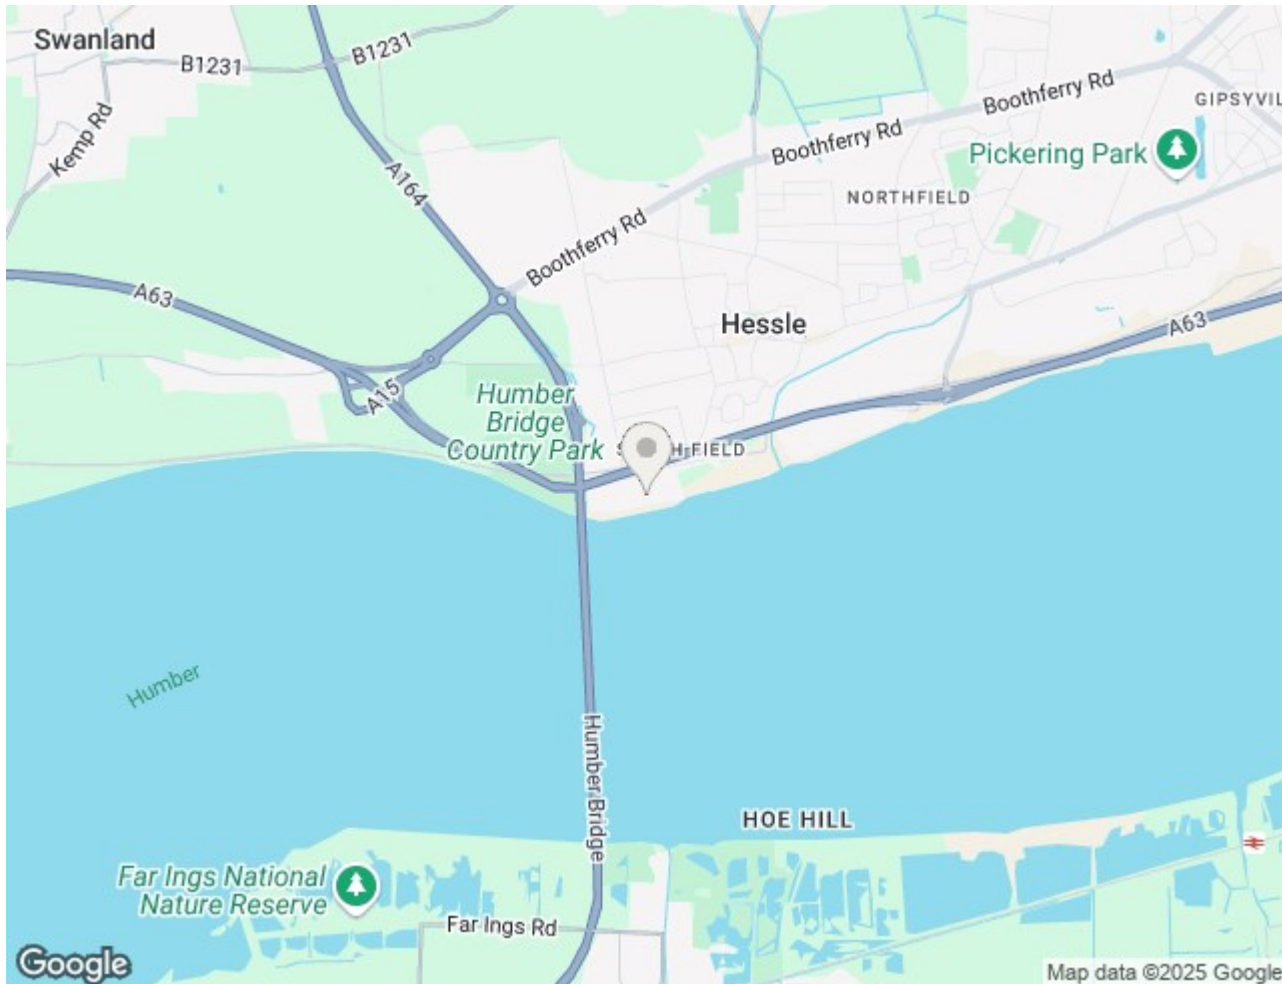 Swanland
B1231
B1231
Kemp Rd
Boothferry Rd
GIPSYVIL
Boothferry Rd
Pickering Park
A164
NORTHFIELD
Boothferry Rd
A63
Hessle
A63
A15
Humber
Bridge
Country Park
FIELD
Humber
Humber Bridge
HOE HILL
Far Ings National
Nature Reserve
Far Ings Rd
Google
Map data ©2025 Google